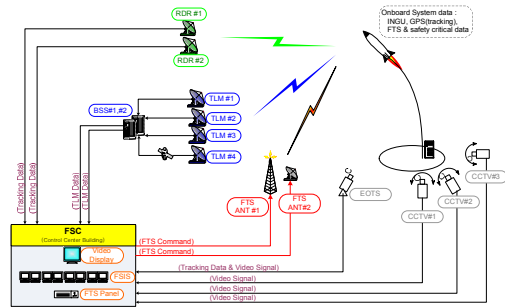 RDR #1
RDR #2
Onboard System data :
INGU, GPS(tracking),
FTS & safety critical data
BSS#1,#2
TLM #1
TLM #2
TLM #3
TLM #4
(Tracking Data)
(Tracking Data)
(TLM Data)
(TLM Data)
FTS
ANT #1
FTS
ANT#2
EOTS
CCTV#1
CCTV#2
CCTV#3
FSC
(Control Center Building)
Video
Display
FSIS
FTS Panel
(FTS Command)
(FTS Command)
(Tracking Data & Video Signal)
(Video Signal)
(Video Signal)
(Video Signal)